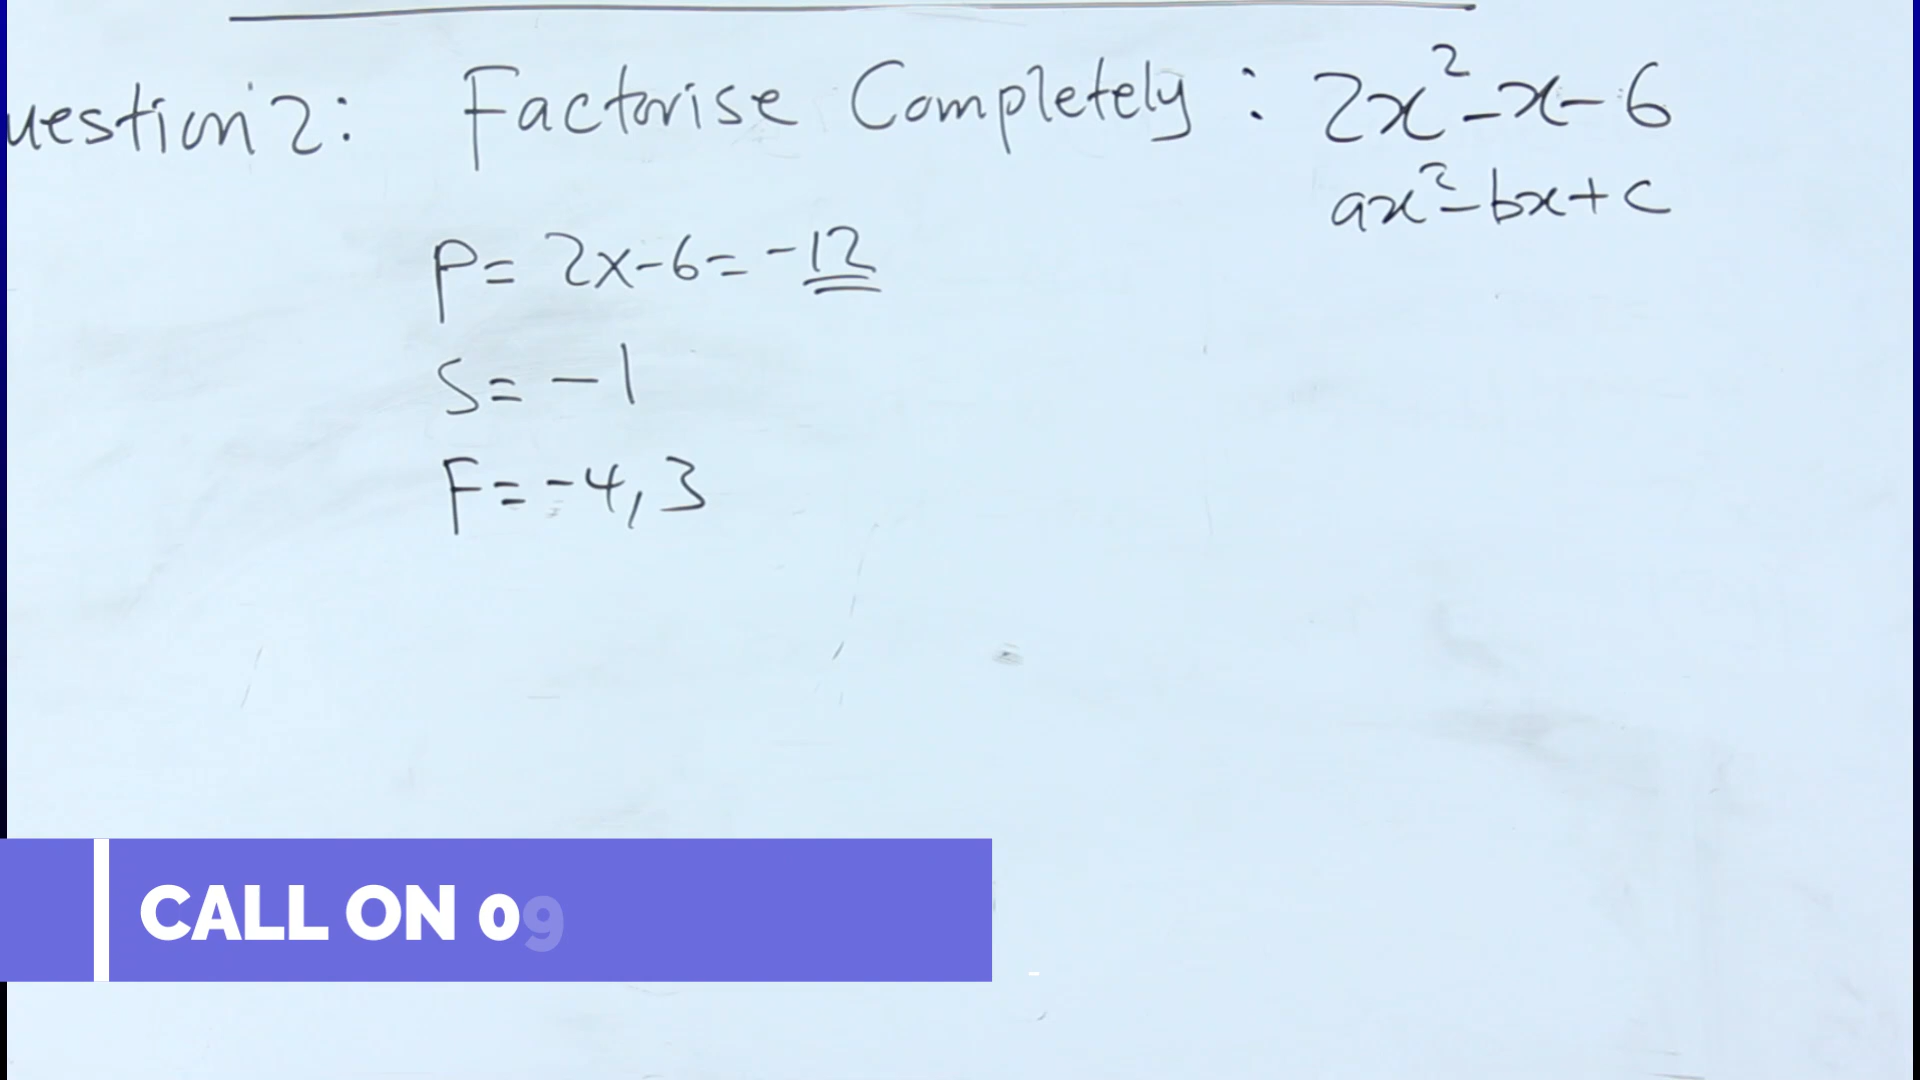 uestion 2: Factorise Completely : 2x² - x - 6
ax² - bx + c
P = 2x-6 = -12
S = -1
F = -4, 3
CALL ON 09